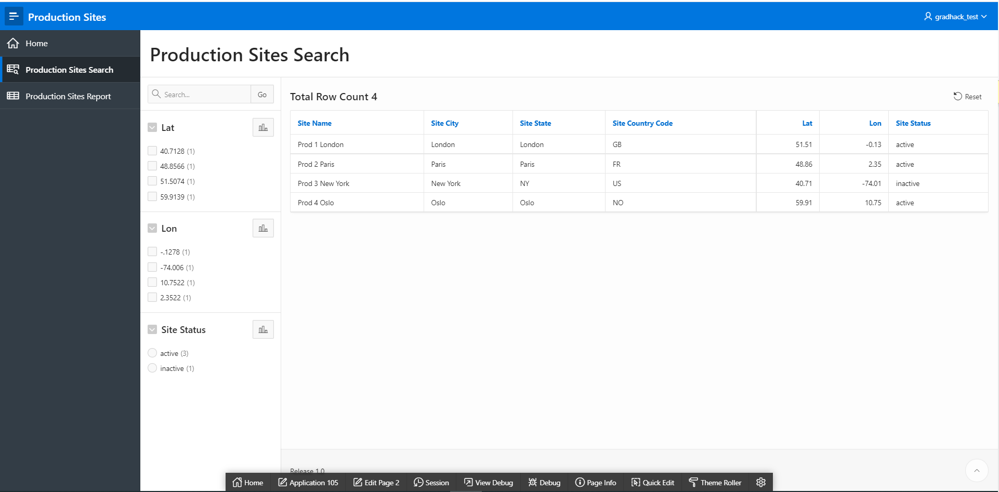 Production Sites
gradhack_test
Home
Production Sites Search
Production Sites Report
Production Sites Search
Search...
Go
Lat
40.7128 (1)
48.8566 (1)
51.5074 (1)
59.9139 (1)
Lon
-.1278 (1)
-74.006 (1)
10.7522 (1)
2.3522 (1)
Site Status
active (3)
inactive (1)
Total Row Count 4
Reset
Site Name Site City Site State Site Country Code Lat Lon Site Status
Prod 1 London London London GB 51.51 -0.13 active
Prod 2 Paris Paris Paris FR 48.86 2.35 active
Prod 3 New York New York NY US 40.71 -74.01 inactive
Prod 4 Oslo Oslo Oslo NO 59.91 10.75 active
Release 1.0
Home Application 105 Edit Page 2 Session View Debug Debug Page Info Quick Edit Theme Roller